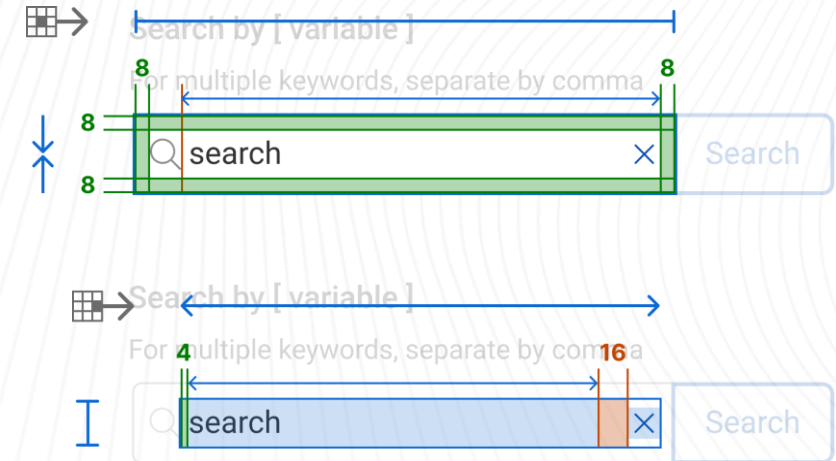 Search by [ variable ]
8 8
For multiple keywords, separate by comma
8
search Search
8
Search by [ variable ]
For multiple keywords, separate by comma
4 16
search Search